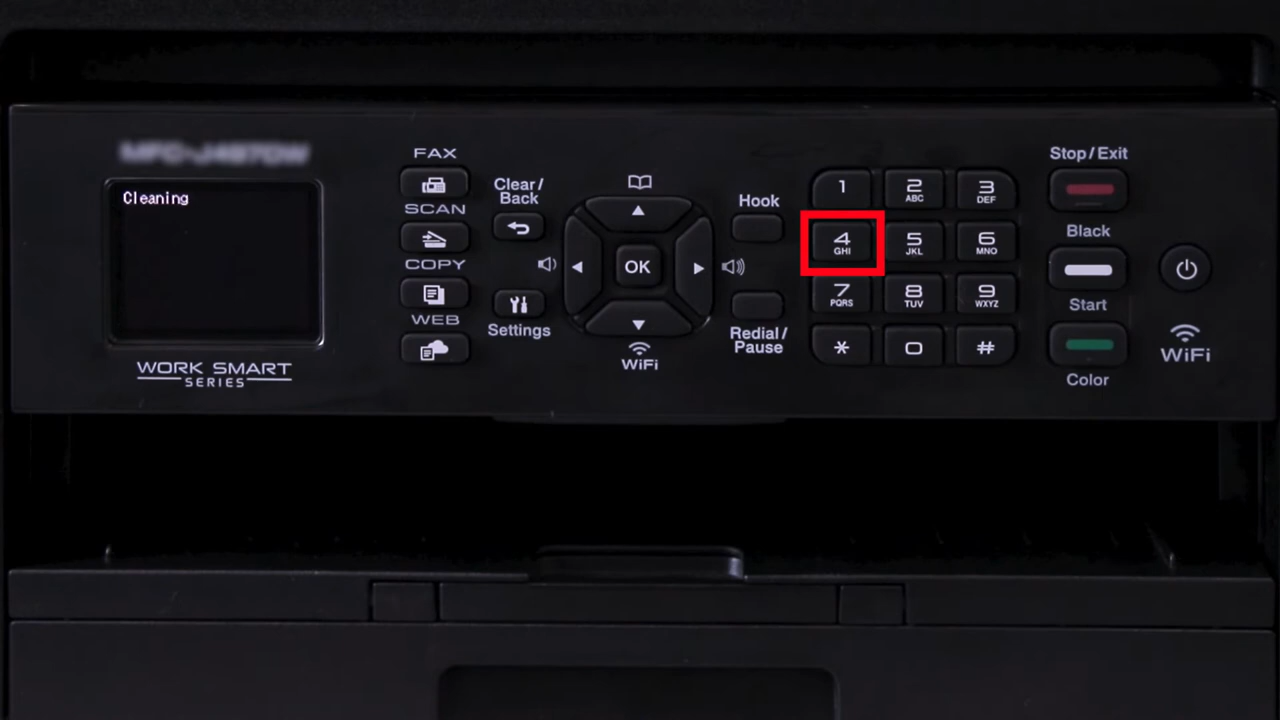 Cleaning
WORK SMART
SERIES
FAX
SCAN
COPY
WEB
Clear/
Back
Settings
OK
WiFi
Hook
Redial/
Pause
1
2
ABC
3
DEF
4
GHI
5
JKL
6
MNO
7
PQRS
8
TUV
9
WXYZ
*
0
#
Stop/Exit
Black
Start
Color
WiFi